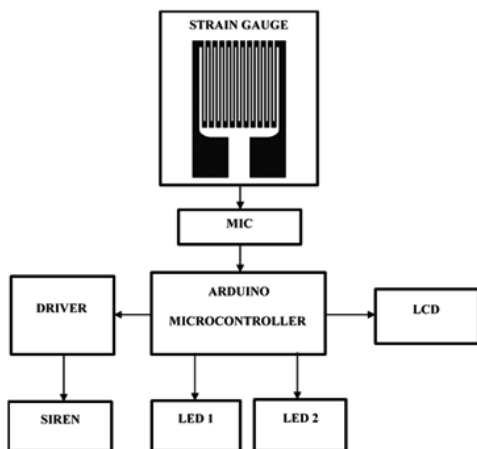 STRAIN GAUGE
MIC
DRIVER
ARDUINO
MICROCONTROLLER
LCD
SIREN
LED 1
LED 2